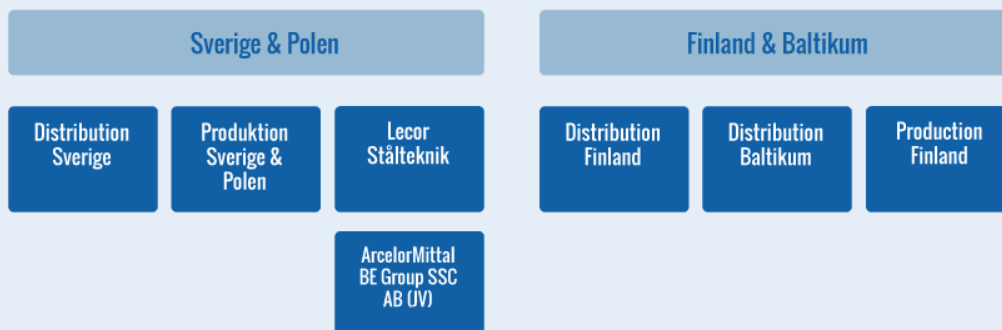 Sverige & Polen
Distribution
Sverige
Produktion
Sverige &
Polen
Lecor
Stålteknik
ArcelorMittal
BE Group SSC
AB (JV)
Finland & Baltikum
Distribution
Finland
Distribution
Baltikum
Production
Finland